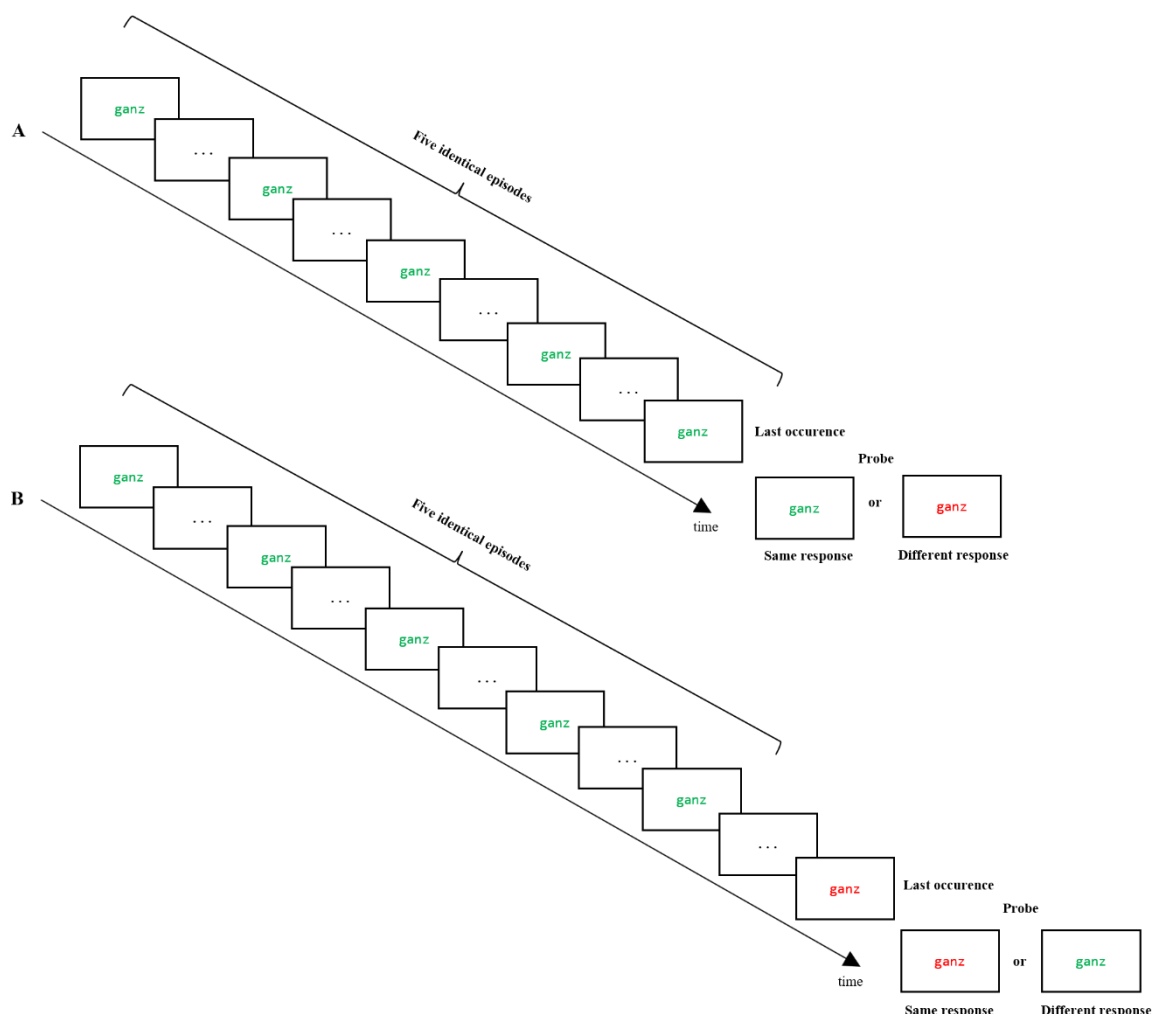 A
ganz
. . .
ganz
. . .
ganz
. . .
ganz
. . .
ganz
Five identical episodes
Last occurence
time
Probe
ganz
or
ganz
Same response
Different response
B
ganz
. . .
ganz
. . .
ganz
. . .
ganz
. . .
ganz
. . .
ganz
Five identical episodes
Last occurence
time
Probe
ganz
or
ganz
Same response
Different response